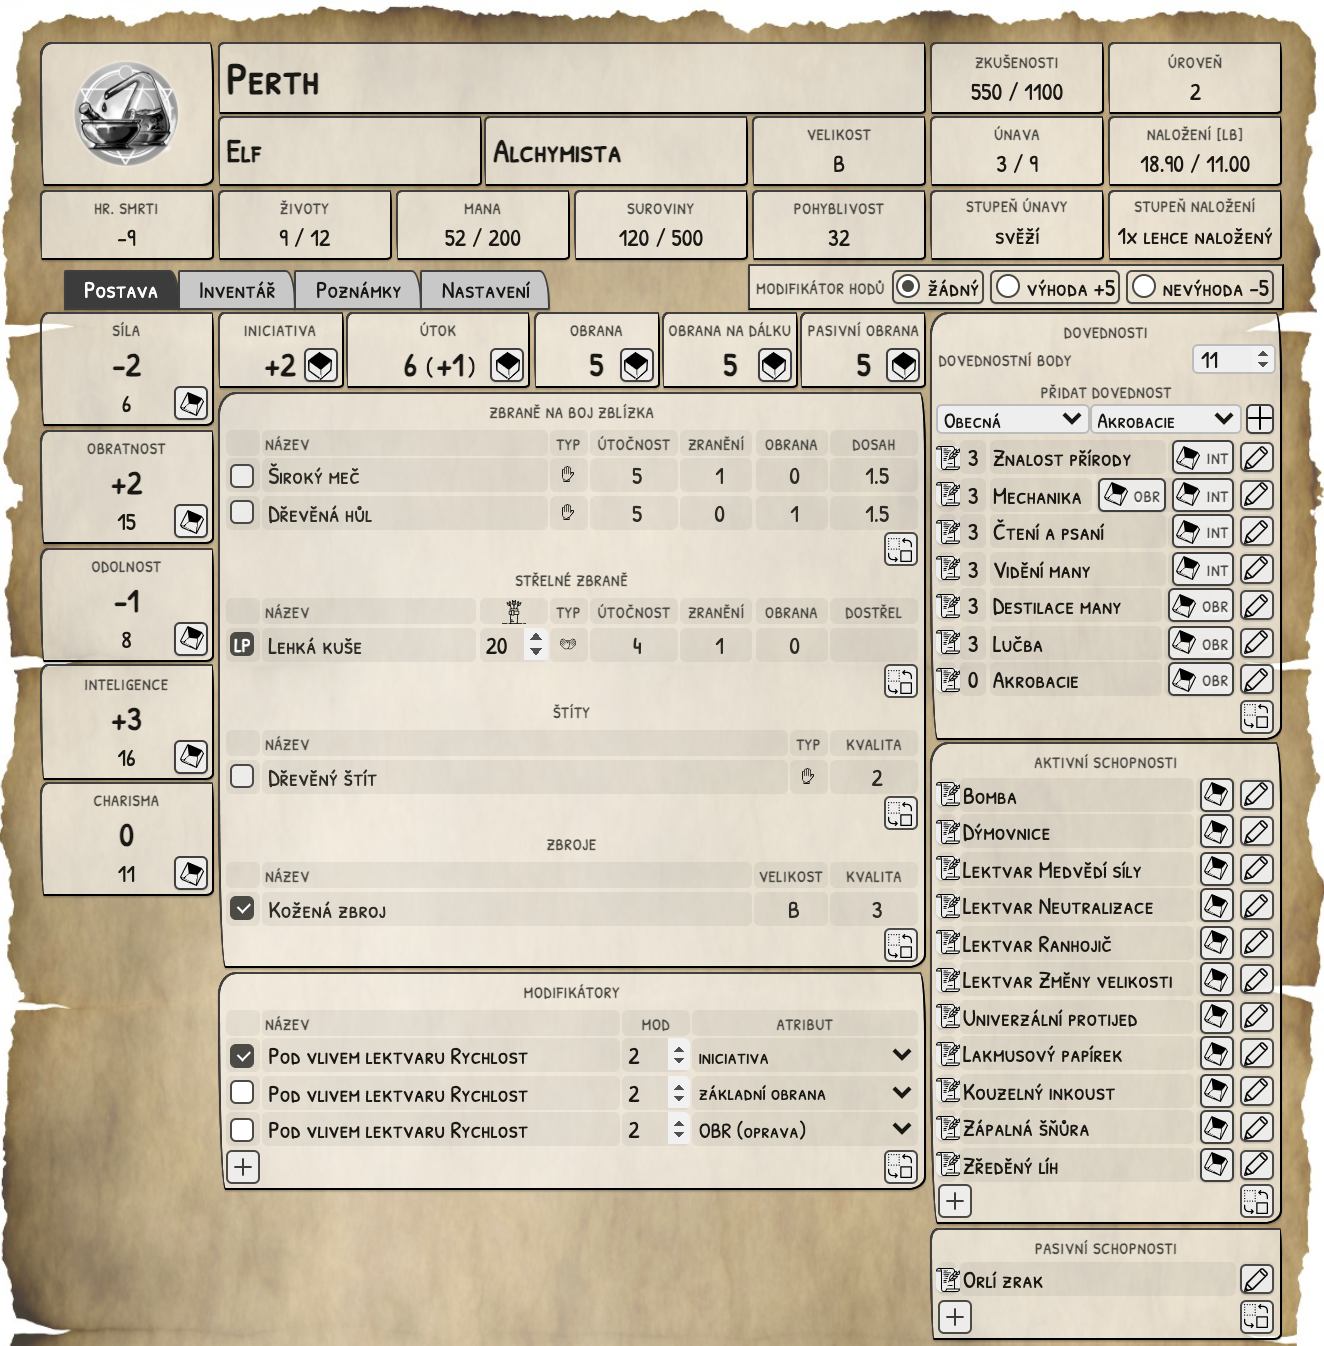 Perth
ZKUŠENOSTI
550 / 1100
ÚROVEŇ
2
Elf
Alchymista
VELIKOST
B
ÚNAVA
3 / 9
NALOŽENÍ [LB]
18.90 / 11.00
HR. SMRTI
-9
ŽIVOTY
9 / 12
MANA
52 / 200
SUROVINY
120 / 500
POHYBLIVOST
32
STUPEŇ ÚNAVY
SVĚŽÍ
STUPEŇ NALOŽENÍ
1x LEHCE NALOŽENÝ
Postava
Inventář
Poznámky
Nastavení
MODIFIKÁTOR HODŮ
ŽÁDNÝ
VÝHODA +5
NEVÝHODA -5
SÍLA
-2
6
OBRATNOST
+2
15
ODOLNOST
-1
8
INTELIGENCE
+3
16
CHARISMA
0
11
INICIATIVA
+2
ÚTOK
6 (+1)
OBRANA
5
OBRANA NA DÁLKU
5
PASIVNÍ OBRANA
5
ZBRANĚ NA BOJ ZBLÍZKA
NÁZEV TYP ÚTOČNOST ZRANĚNÍ OBRANA DOSAH
Široký meč 5 1 0 1.5
Dřevěná hůl 5 0 1 1.5
STŘELNÉ ZBRANĚ
NÁZEV TYP ÚTOČNOST ZRANĚNÍ OBRANA DOSTŘEL
LP Lehká kuše 20 4 1 0
ŠTÍTY
NÁZEV TYP KVALITA
Dřevěný štít 2
ZBROJE
NÁZEV VELIKOST KVALITA
Kožená zbroj B 3
MODIFIKÁTORY
NÁZEV MOD ATRIBUT
Pod vlivem lektvaru Rychlost 2 iniciativa
Pod vlivem lektvaru Rychlost 2 základní obrana
Pod vlivem lektvaru Rychlost 2 OBR (oprava)
DOVEDNOSTI
DOVEDNOSTNÍ BODY 11
PŘIDAT DOVEDNOST
Obecná Akrobacie
3 Znalost přírody INT
3 Mechanika OBR INT
3 Čtení a psaní INT
3 Vidění many INT
3 Destilace many OBR
3 Lučba OBR
0 Akrobacie OBR
AKTIVNÍ SCHOPNOSTI
Bomba
Dýmovnice
Lektvar Medvědí síly
Lektvar Neutralizace
Lektvar Ranhojič
Lektvar Změny velikosti
Univerzální protijed
Lakmusový papírek
Kouzelný inkoust
Zápalná šňůra
Zředěný líh
PASIVNÍ SCHOPNOSTI
Orlí zrak